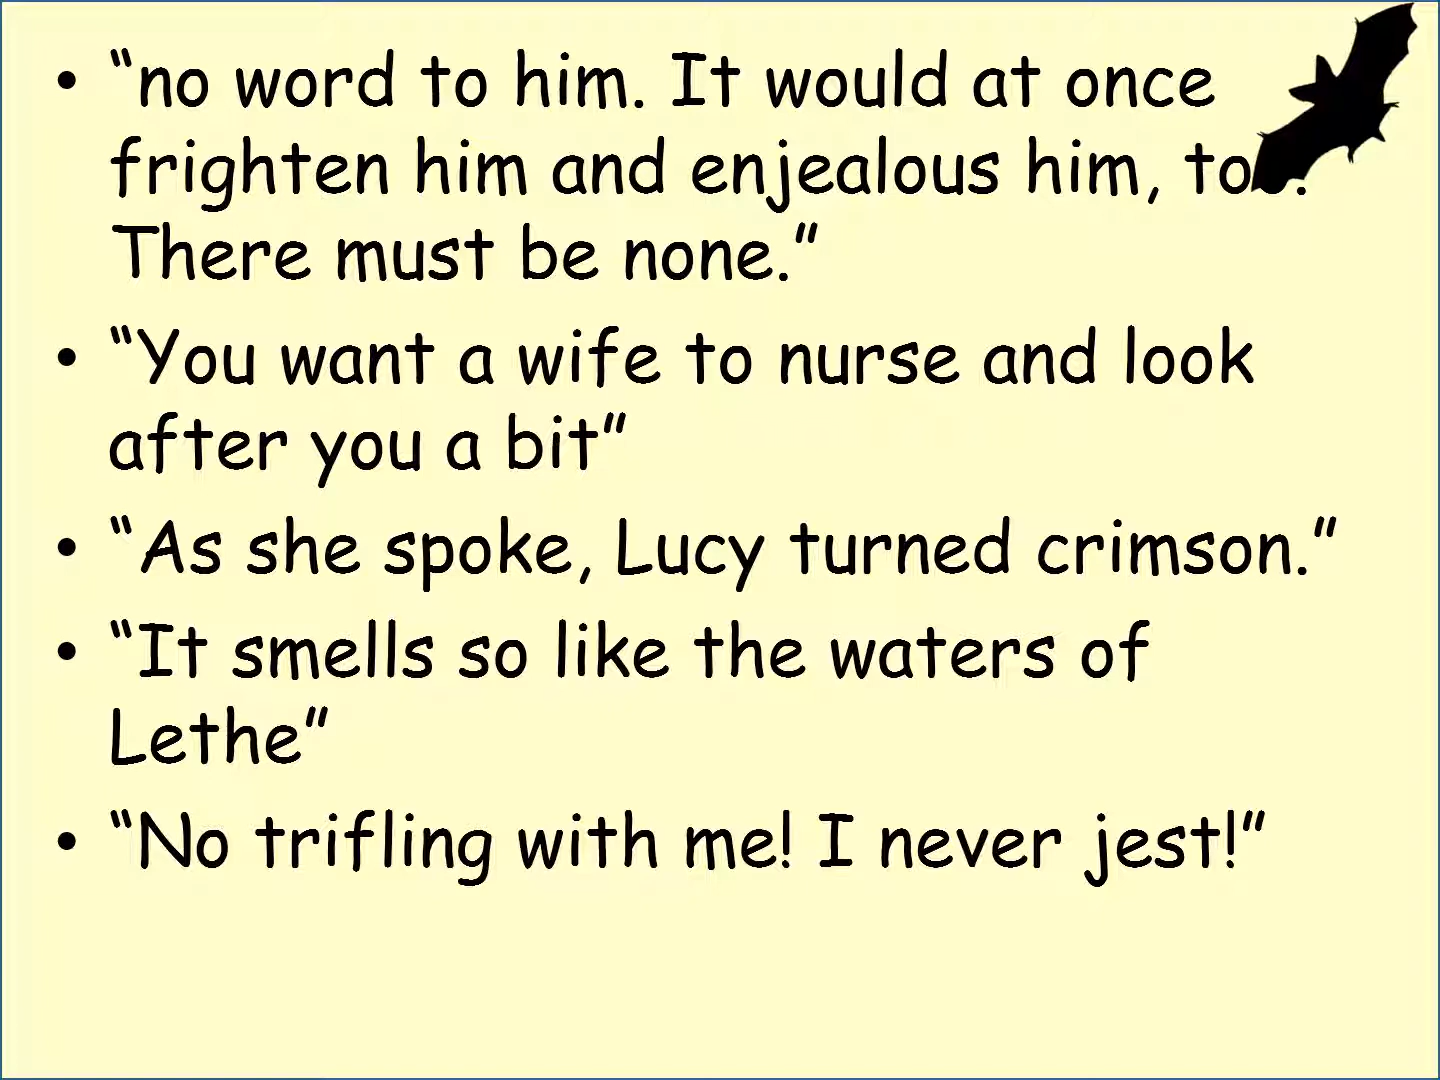 • “no word to him. It would at once
frighten him and enjealous him, too.
There must be none.”
• “You want a wife to nurse and look
after you a bit”
• “As she spoke, Lucy turned crimson.”
• “It smells so like the waters of
Lethe”
• “No trifling with me! I never jest!”